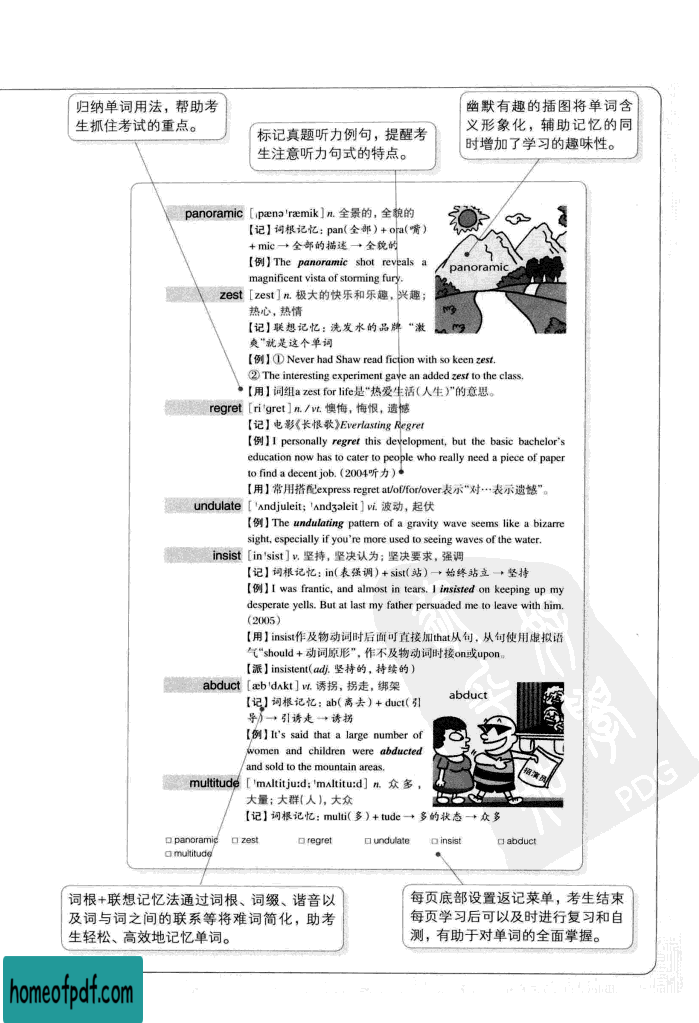 归纳单词用法，帮助考
生抓住考试的重点。
标记真题听力例句，提醒考
生注意听力句式的特点。
幽默有趣的插图将单词含
义形象化，辅助记忆的同
时增加了学习的趣味性。
panoramic [ˌpænəˈræmik] n. 全景的，全貌的
【记】词根记忆：pan(全部)+ora(嘴)
+mic→全部的描述→全貌的
【例】The panoramic shot reveals a
magnificent vista of storming fury.
panoramic
zest [zest] n. 极大的快乐和乐趣，兴趣；
热心，热情
【记】联想记忆：洗发水的品牌“激
爽”就是这个单词
【例】① Never had Shaw read fiction with so keen zest.
② The interesting experiment gave an added zest to the class.
【用】词组a zest for life是“热爱生活(人生)”的意思。
regret [riˈgret] n. / vt. 懊悔，悔恨，遗憾
【记】电影《长恨歌》Everlasting Regret
【例】I personally regret this development, but the basic bachelor's
education now has to cater to people who really need a piece of paper
to find a decent job. (2004听力)
【用】常用搭配express regret at/of/for/over表示“对…表示遗憾”。
undulate [ˈʌndjuleit; ˈʌndʒəleit] vi. 波动，起伏
【例】The undulating pattern of a gravity wave seems like a bizarre
sight, especially if you're more used to seeing waves of the water.
insist [inˈsist] v. 坚持，坚决认为；坚决要求，强调
【记】词根记忆：in(表强调)+sist(站)→始终站立→坚持
【例】I was frantic, and almost in tears. I insisted on keeping up my
desperate yells. But at last my father persuaded me to leave with him.
(2005)
【用】insist作及物动词时后面可直接加that从句，从句使用虚拟语
气“should + 动词原形”，作不及物动词时接on或upon。
【派】insistent(adj. 坚持的，持续的)
abduct [æbˈdʌkt] vt. 诱拐，拐走，绑架
【记】词根记忆：ab(离去)+duct(引
导)→引诱走→诱拐
【例】It's said that a large number of
women and children were abducted
and sold to the mountain areas.
abduct
招演员
multitude [ˈmʌltitjuːd; ˈmʌltituːd] n. 众多，
大量；大群(人)，大众
【记】词根记忆：multi(多)+tude→多的状态→众多
□ panoramic □ zest □ regret □ undulate □ insist □ abduct
□ multitude
词根+联想记忆法通过词根、词缀、谐音以
及词与词之间的联系等将难词简化，助考
生轻松、高效地记忆单词。
每页底部设置返记菜单，考生结束
每页学习后可以及时进行复习和自
测，有助于对单词的全面掌握。
PDG
homeofpdf.com